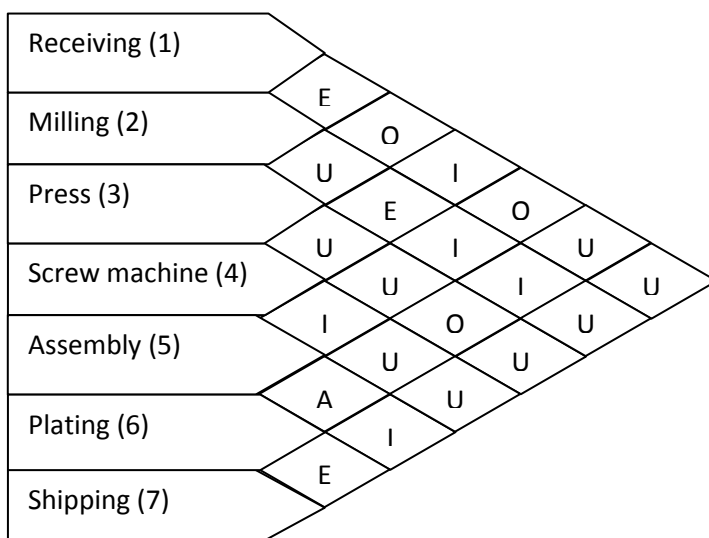 Receiving (1)
E
Milling (2)
O
U I
Press (3)
E O
U I U
Screw machine (4)
U I U
I O U
Assembly (5)
U U
A U
Plating (6)
I
E
Shipping (7)